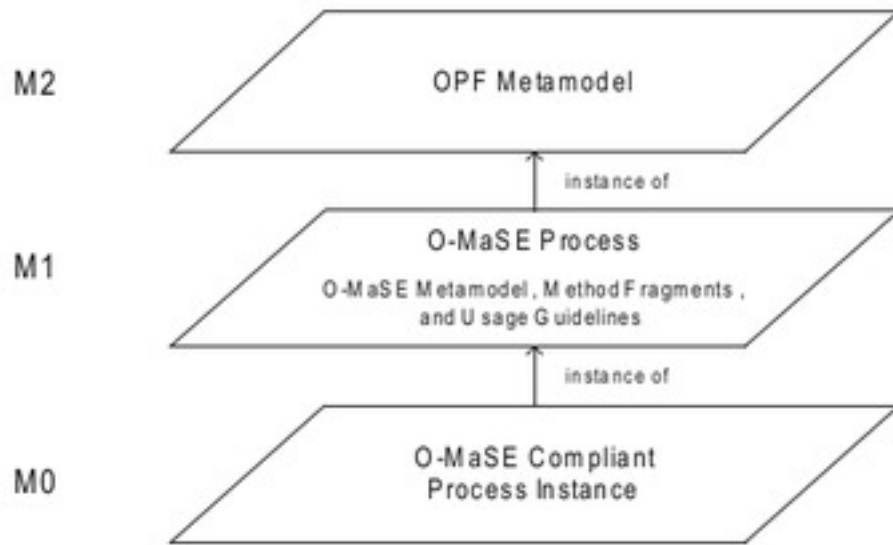 M2
OPF Metamodel
instance of
M1
O-MaSE Process
O-MaSE Metamodel, Method Fragments,
and Usage Guidelines
instance of
M0
O-MaSE Compliant
Process Instance